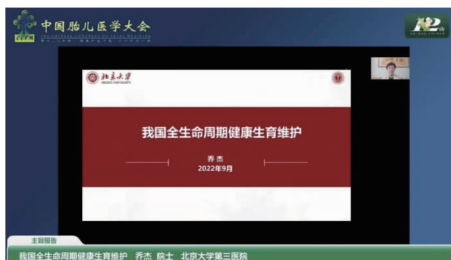 中国胎儿医学大会
北京大学
我国全生命周期健康生育维护
乔杰
2022年9月
主旨报告
我国全生命周期健康生育维护 乔杰 院士 北京大学第三医院